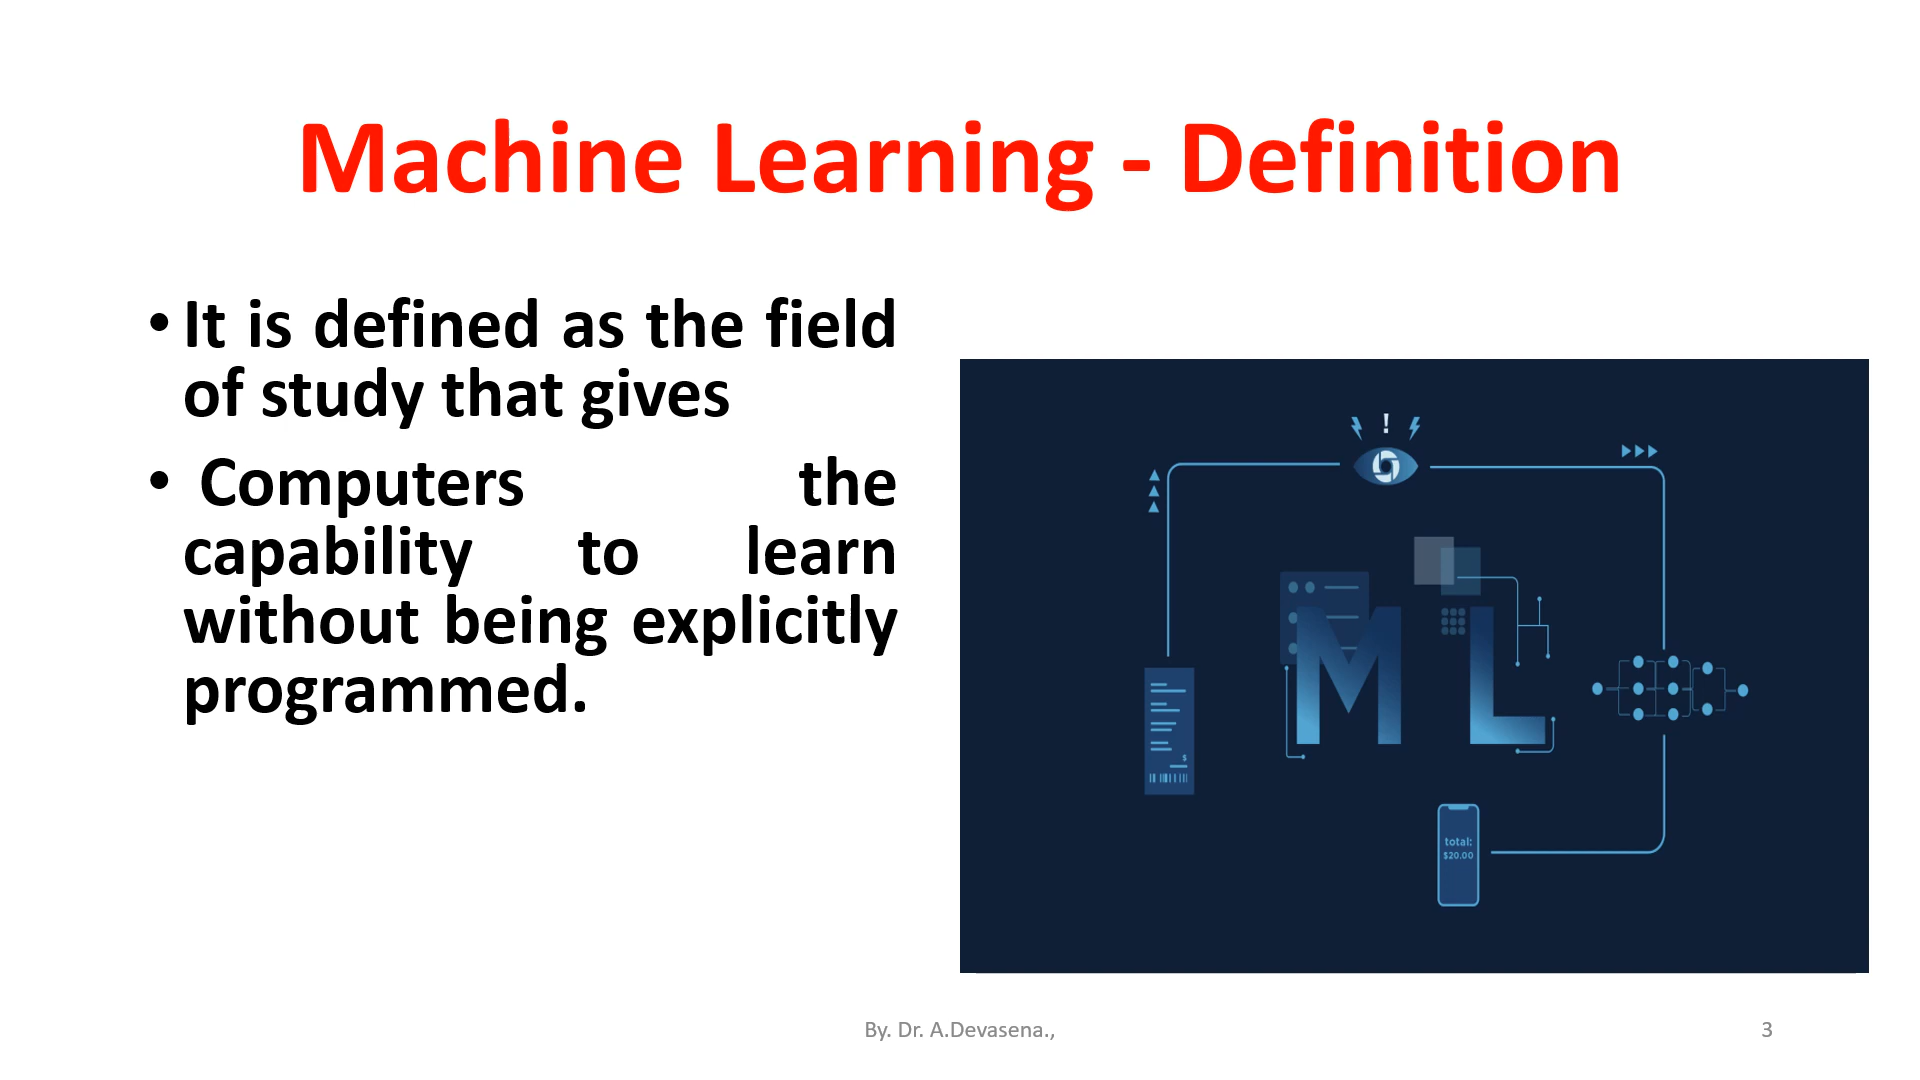 Machine Learning - Definition
• It is defined as the field
of study that gives
• Computers the
capability to learn
without being explicitly
programmed.
!
M L
$
total:
$20.00
By. Dr. A.Devasena.,
3